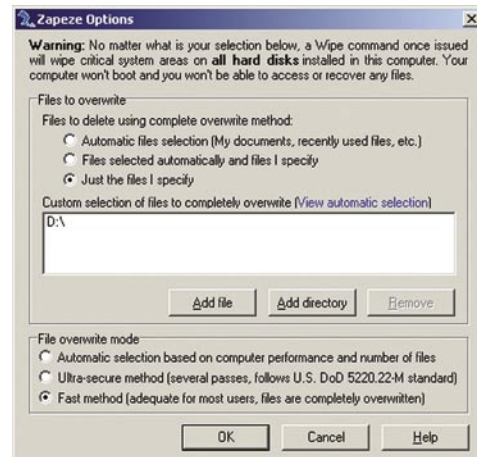 Zapeze Options
Warning: No matter what is your selection below, a Wipe command once issued
will wipe critical system areas on all hard disks installed in this computer. Your
computer won't boot and you won't be able to access or recover any files.
Files to overwrite
Files to delete using complete overwrite method:
Automatic files selection (My documents, recently used files, etc.)
Files selected automatically and files I specify
Just the files I specify
Custom selection of files to completely overwrite (View automatic selection)
D:\
Add file Add directory Remove
File overwrite mode
Automatic selection based on computer performance and number of files
Ultra-secure method (several passes, follows U.S. DoD 5220.22-M standard)
Fast method (adequate for most users, files are completely overwritten)
OK Cancel Help